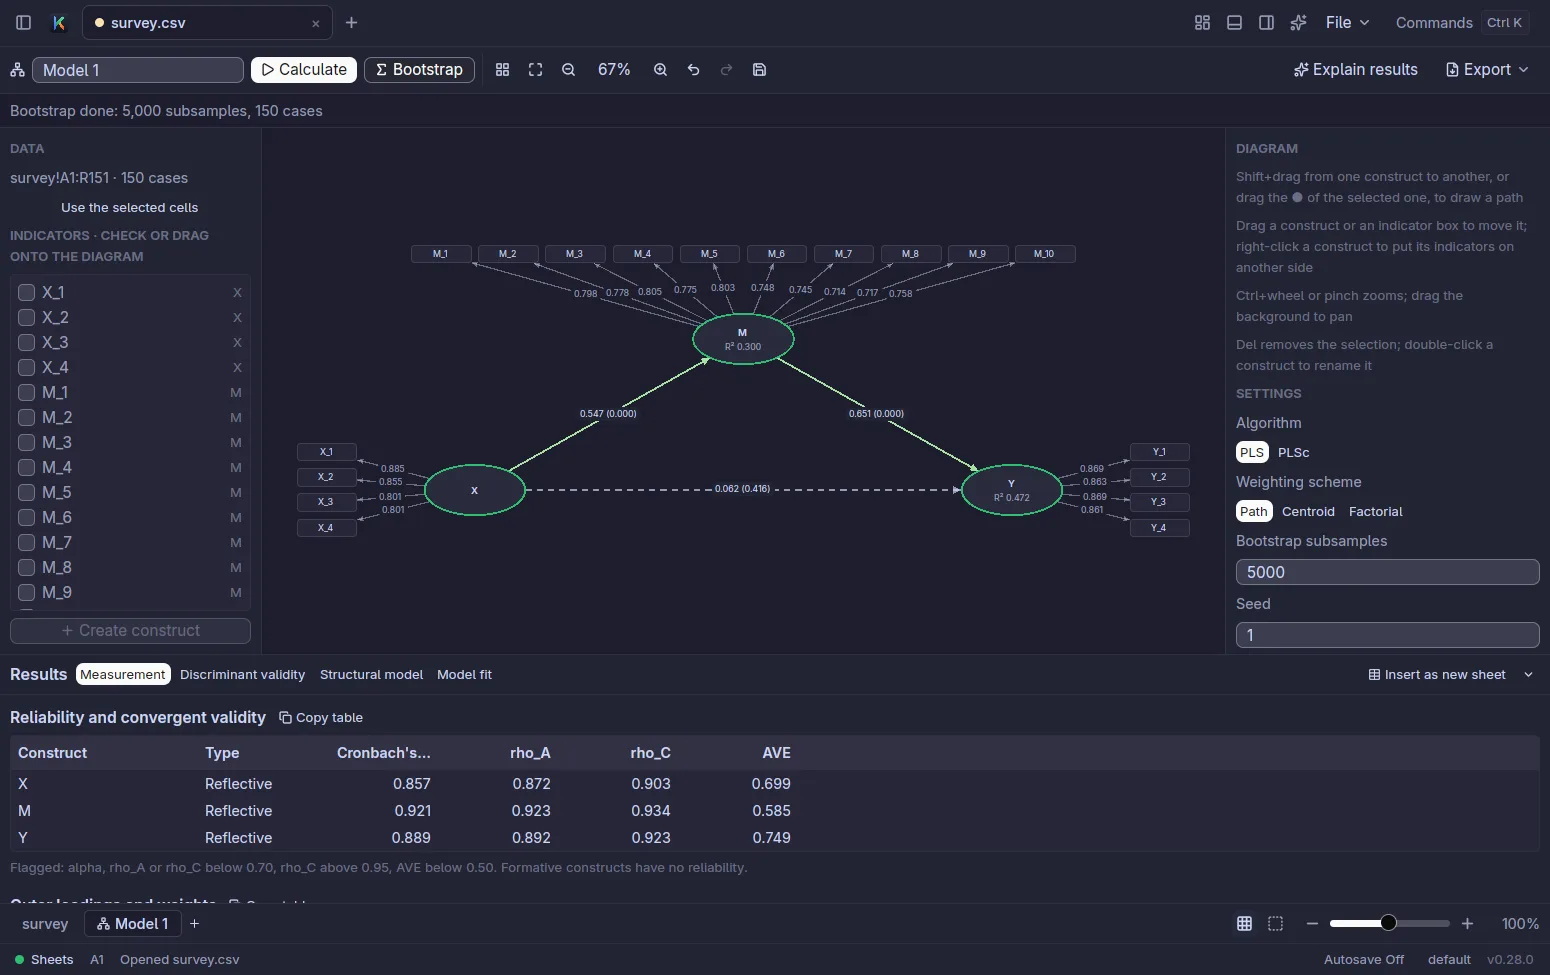 survey.csv
File
Commands
Ctrl K
Model 1
Calculate
Bootstrap
67%
Explain results
Export
Bootstrap done: 5,000 subsamples, 150 cases
DATA
survey!A1:R151 · 150 cases
Use the selected cells
INDICATORS · CHECK OR DRAG
ONTO THE DIAGRAM
X_1 X
X_2 X
X_3 X
X_4 X
M_1 M
M_2 M
M_3 M
M_4 M
M_5 M
M_6 M
M_7 M
M_8 M
M_9 M
+ Create construct
M_1 M_2 M_3 M_4 M_5 M_6 M_7 M_8 M_9 M_10
0.798 0.778 0.805 0.775 0.803 0.748 0.745 0.714 0.717 0.758
M
R² 0.300
0.547 (0.000)
0.651 (0.000)
X_1
X_2
X_3
X_4
0.885
0.855
0.801
0.801
X
0.062 (0.416)
Y
R² 0.472
0.869
0.863
0.869
0.861
Y_1
Y_2
Y_3
Y_4
DIAGRAM
Shift+drag from one construct to another, or
drag the ● of the selected one, to draw a path
Drag a construct or an indicator box to move it;
right-click a construct to put its indicators on
another side
Ctrl+wheel or pinch zooms; drag the
background to pan
Del removes the selection; double-click a
construct to rename it
SETTINGS
Algorithm
PLS PLSc
Weighting scheme
Path Centroid Factorial
Bootstrap subsamples
5000
Seed
1
Results Measurement Discriminant validity Structural model Model fit
Insert as new sheet
Reliability and convergent validity Copy table
Construct Type Cronbach's... rho_A rho_C AVE
X Reflective 0.857 0.872 0.903 0.699
M Reflective 0.921 0.923 0.934 0.585
Y Reflective 0.889 0.892 0.923 0.749
Flagged: alpha, rho_A or rho_C below 0.70, rho_C above 0.95, AVE below 0.50. Formative constructs have no reliability.
Outer loadings and weights Copy table
survey Model 1
100%
Sheets A1 Opened survey.csv
Autosave Off default v0.28.0